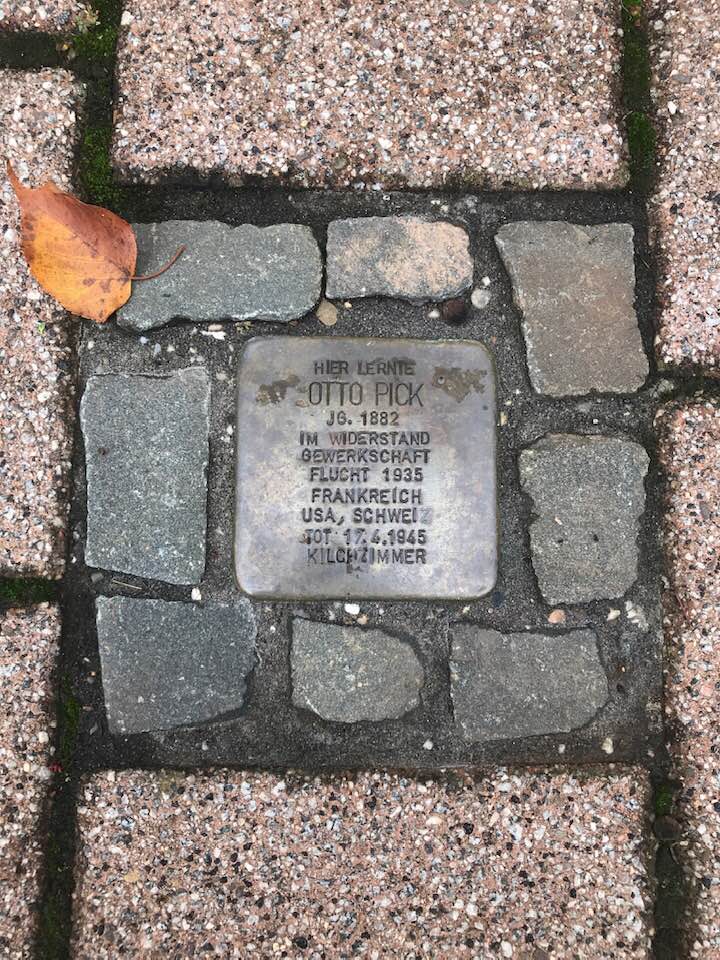 HIER LERNTE
OTTO PICK
JG. 1882
IM WIDERSTAND
GEWERKSCHAFT
FLUCHT 1935
FRANKREICH
USA, SCHWEIZ
TOT 17.4.1945
KILCHZIMMER